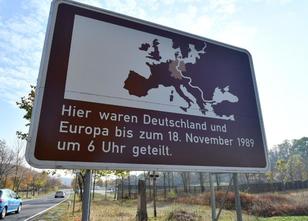 Hier waren Deutschland und
Europa bis zum 18. November 1989
um 6 Uhr geteilt.